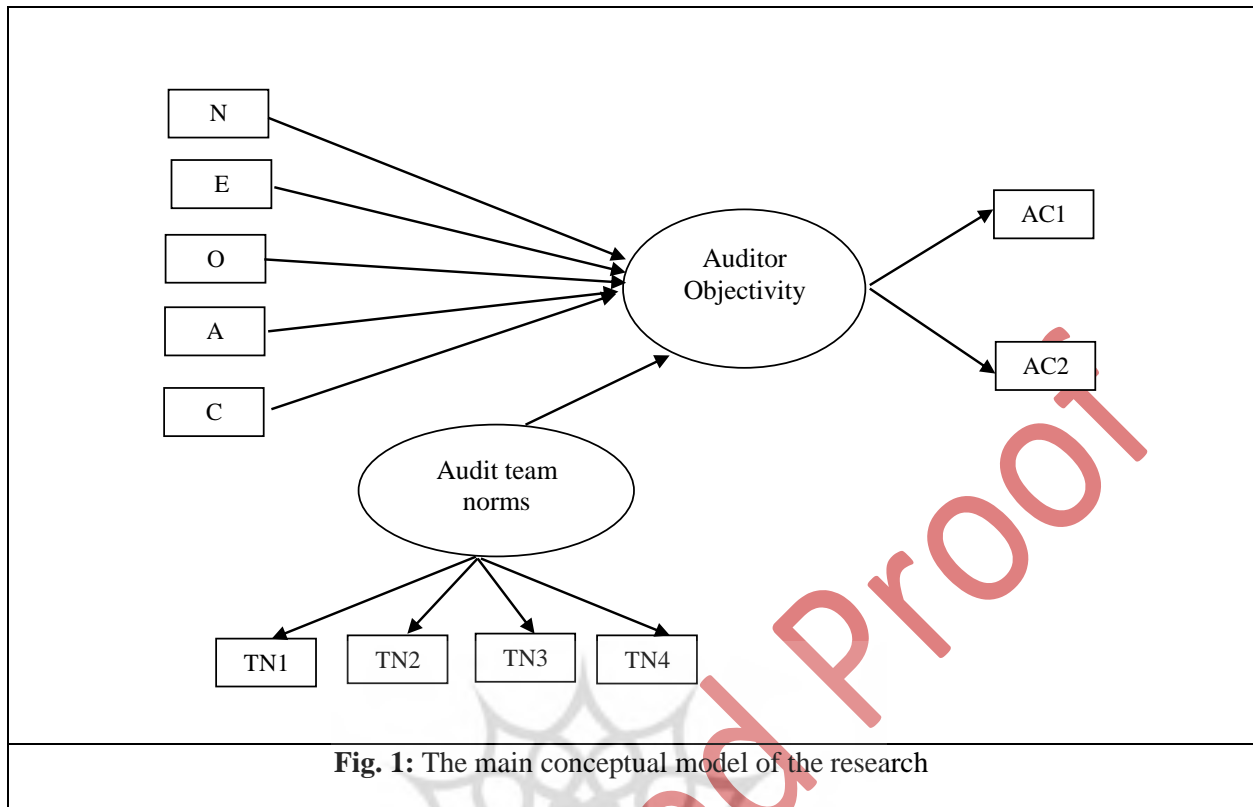 N
E
O
A
C
Auditor
Objectivity
AC1
AC2
Audit team
norms
TN1
TN2
TN3
TN4
d Proof
Fig. 1: The main conceptual model of the research